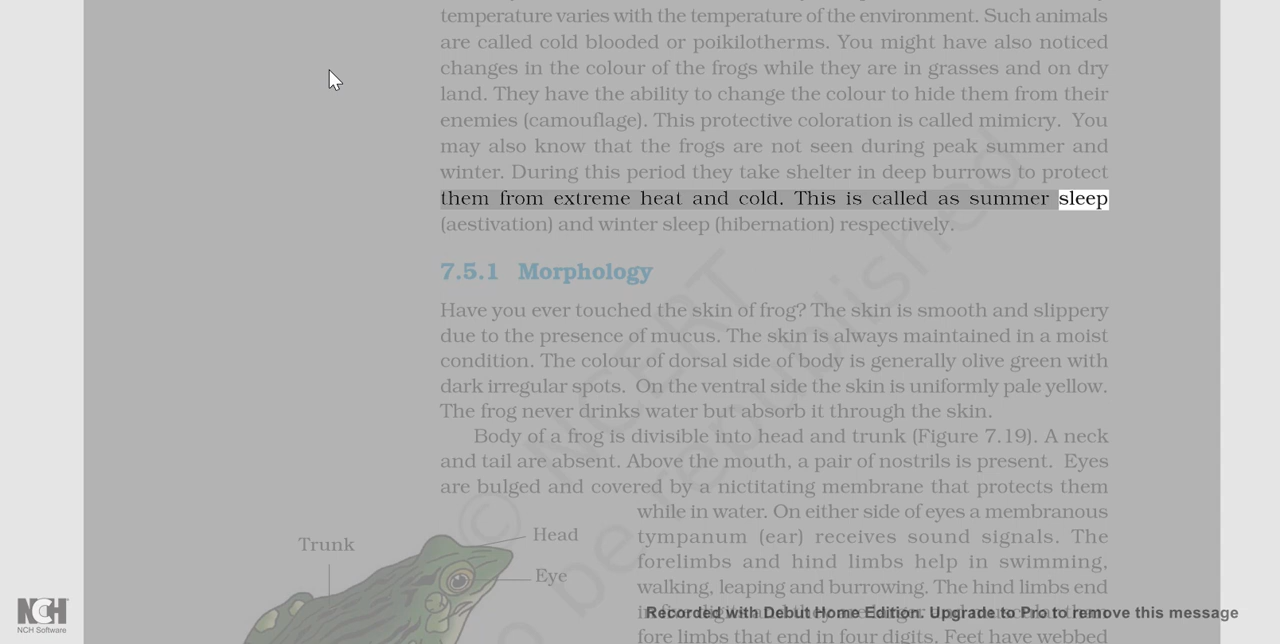 temperature varies with the temperature of the environment. Such animals
are called cold blooded or poikilotherms. You might have also noticed
changes in the colour of the frogs while they are in grasses and on dry
land. They have the ability to change the colour to hide them from their
enemies (camouflage). This protective coloration is called mimicry. You
may also know that the frogs are not seen during peak summer and
winter. During this period they take shelter in deep burrows to protect
them from extreme heat and cold. This is called as summer sleep
(aestivation) and winter sleep (hibernation) respectively.
7.5.1 Morphology
Have you ever touched the skin of frog? The skin is smooth and slippery
due to the presence of mucus. The skin is always maintained in a moist
condition. The colour of dorsal side of body is generally olive green with
dark irregular spots. On the ventral side the skin is uniformly pale yellow.
The frog never drinks water but absorb it through the skin.
Body of a frog is divisible into head and trunk (Figure 7.19). A neck
and tail are absent. Above the mouth, a pair of nostrils is present. Eyes
are bulged and covered by a nictitating membrane that protects them
while in water. On either side of eyes a membranous
tympanum (ear) receives sound signals. The
forelimbs and hind limbs help in swimming,
walking, leaping and burrowing. The hind limbs end
fore limbs that end in four digits. Feet have webbed
Trunk
Head
Eye
© NCERT
be republished
NCH
NCH Software
Recorded with Debut Home Edition. Upgrade to Pro to remove this message